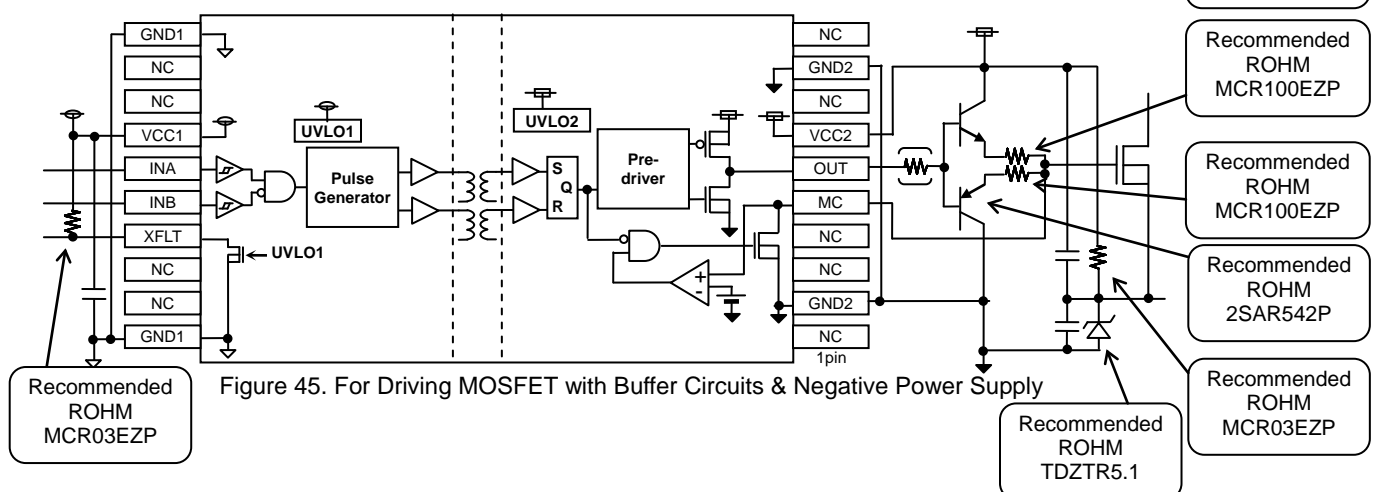 GND1
NC
NC
VCC1
INA
INB
XFLT
NC
NC
GND1
UVLO1
Pulse
Generator
UVLO1
UVLO2
S
Q
R
Pre-
driver
+
-
NC
GND2
NC
VCC2
OUT
MC
NC
NC
GND2
NC
1pin
Recommended
ROHM
MCR100EZP
Recommended
ROHM
MCR100EZP
Recommended
ROHM
2SAR542P
Recommended
ROHM
MCR03EZP
Recommended
ROHM
TDZTR5.1
Recommended
ROHM
MCR03EZP
Figure 45. For Driving MOSFET with Buffer Circuits & Negative Power Supply